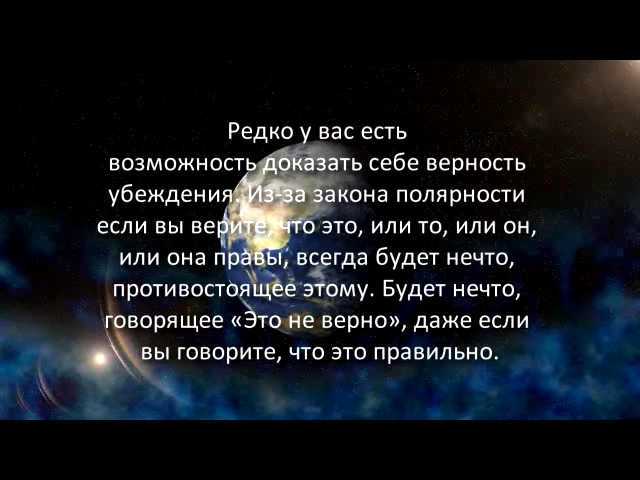 Редко у вас есть
возможность доказать себе верность
убеждения. Из-за закона полярности
если вы верите, что это, или то, или он,
или она правы, всегда будет нечто,
противостоящее этому. Будет нечто,
говорящее «Это не верно», даже если
вы говорите, что это правильно.